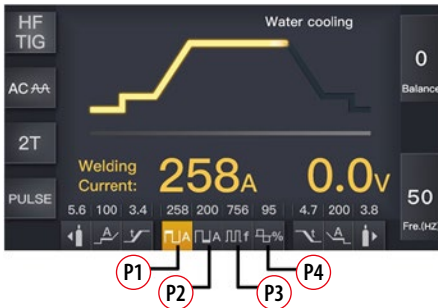 HF
TIG
Water cooling
0
Balance
AC
2T
Welding
Current:
258A
0.0V
PULSE
50
Fre.(HZ)
5.6 100 3.4 258 200 756 95 4.7 200 3.8
A t A A f % t A
P1
P2
P3
P4